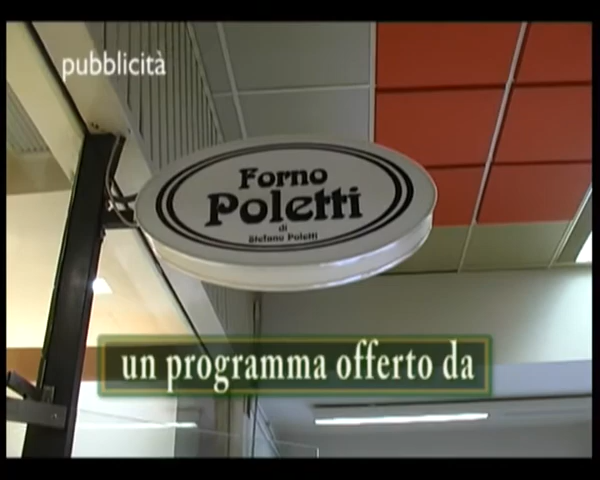 pubblicità
Forno
Poletti
di
Stefano Poletti
un programma offerto da